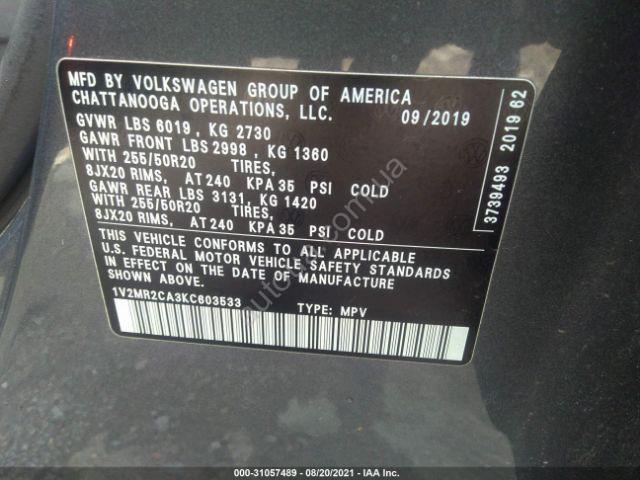 MFD BY VOLKSWAGEN GROUP OF AMERICA
CHATTANOOGA OPERATIONS, LLC.
09/2019
GVWR LBS 6019 , KG 2730
GAWR FRONT LBS 2998 , KG 1360
WITH 255/50R20 TIRES,
8JX20 RIMS, AT 240 KPA 35 PSI COLD
GAWR REAR LBS 3131, KG 1420
WITH 255/50R20 TIRES,
8JX20 RIMS, AT 240 KPA 35 PSI COLD
THIS VEHICLE CONFORMS TO ALL APPLICABLE
U.S. FEDERAL MOTOR VEHICLE SAFETY STANDARDS
IN EFFECT ON THE DATE OF MANUFACTURE
SHOWN ABOVE.
1V2MR2CA3KC603533 TYPE: MPV
3739493 2019 62
autoauction.com.ua
000-31057489 - 08/20/2021 - IAA Inc.